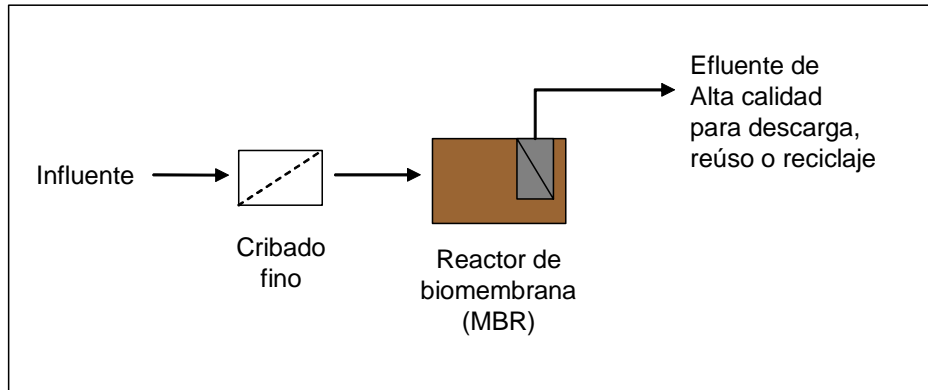 Influente
Cribado
fino
Reactor de
biomembrana
(MBR)
Efluente de
Alta calidad
para descarga,
reúso o reciclaje